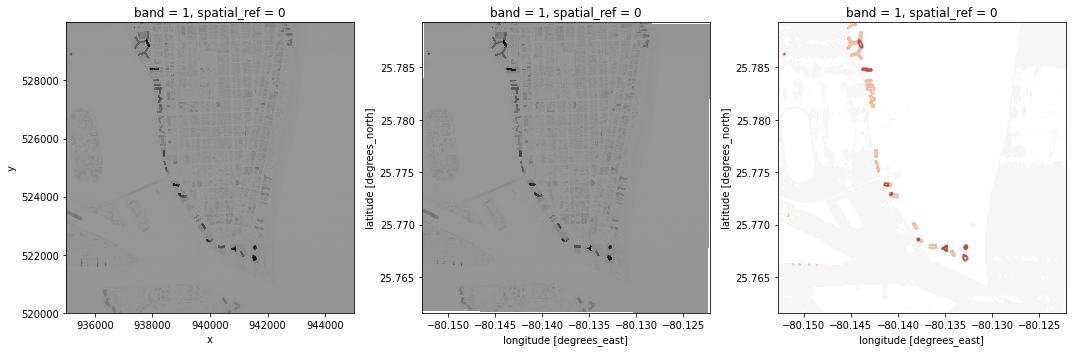 band = 1, spatial_ref = 0
528000
526000
524000
522000
520000
y
936000 938000 940000 942000 944000
x
band = 1, spatial_ref = 0
25.785
25.780
25.775
25.770
25.765
latitude [degrees_north]
−80.150 −80.145 −80.140 −80.135 −80.130 −80.125
longitude [degrees_east]
band = 1, spatial_ref = 0
25.785
25.780
25.775
25.770
25.765
latitude [degrees_north]
−80.150 −80.145 −80.140 −80.135 −80.130 −80.125
longitude [degrees_east]